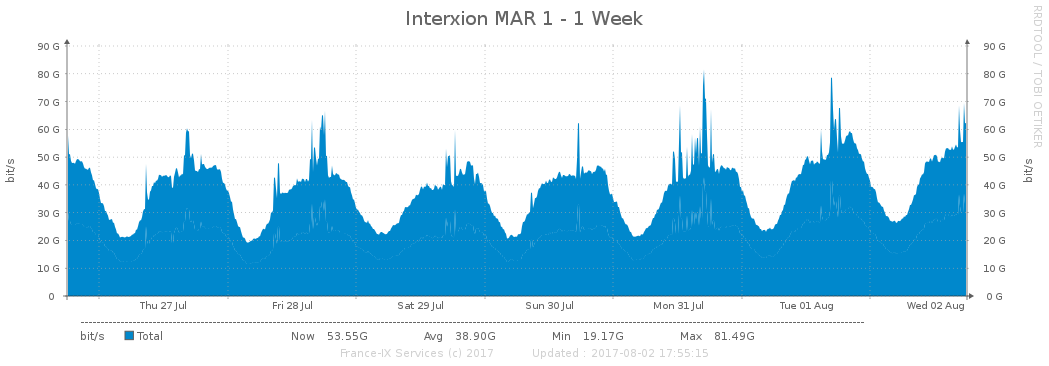 Interxion MAR 1 - 1 Week
RRDTOOL / TOBI OETIKER
90 G 90 G
80 G 80 G
70 G 70 G
60 G 60 G
50 G 50 G
40 G 40 G
30 G 30 G
20 G 20 G
10 G 10 G
0 0 G
bit/s bit/s
Thu 27 Jul Fri 28 Jul Sat 29 Jul Sun 30 Jul Mon 31 Jul Tue 01 Aug Wed 02 Aug
bit/s Total Now 53.55G Avg 38.90G Min 19.17G Max 81.49G
France-IX Services (c) 2017 Updated : 2017-08-02 17:55:15